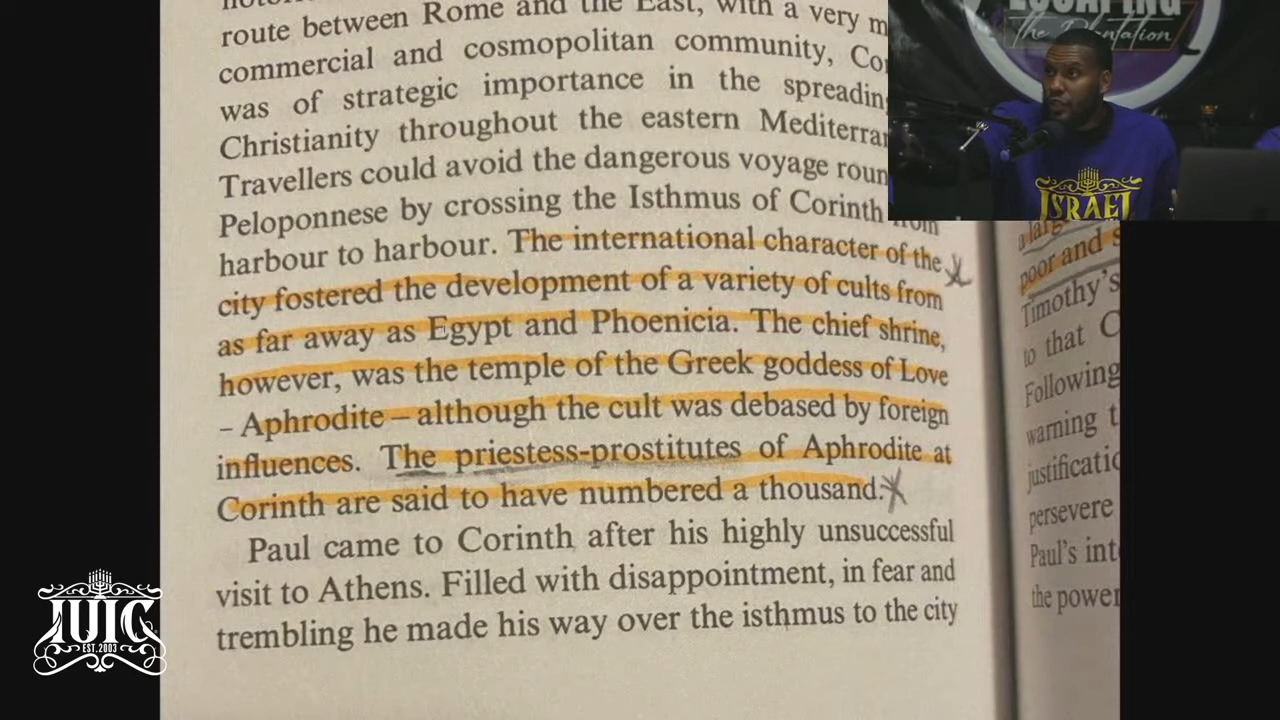 route between Rome and the East, with a very
commercial and cosmopolitan community,
was of strategic importance in the
Christianity throughout the eastern
Travellers could avoid the dangerous voyage
Peloponnese by crossing the Isthmus of Corinth from
harbour to harbour. The international character of the
city fostered the development of a variety of cults from
as far away as Egypt and Phoenicia. The chief shrine,
however, was the temple of the Greek goddess of Love
– Aphrodite – although the cult was debased by foreign
influences. The priestess-prostitutes of Aphrodite at
Corinth are said to have numbered a thousand.
Paul came to Corinth after his highly unsuccessful
visit to Athens. Filled with disappointment, in fear and
trembling he made his way over the isthmus to the city
poor and
Timothy's
to that
Following
warning
persevere
Paul's
the power
the Plantation
ISRAEL
IUIC
EST. 2003